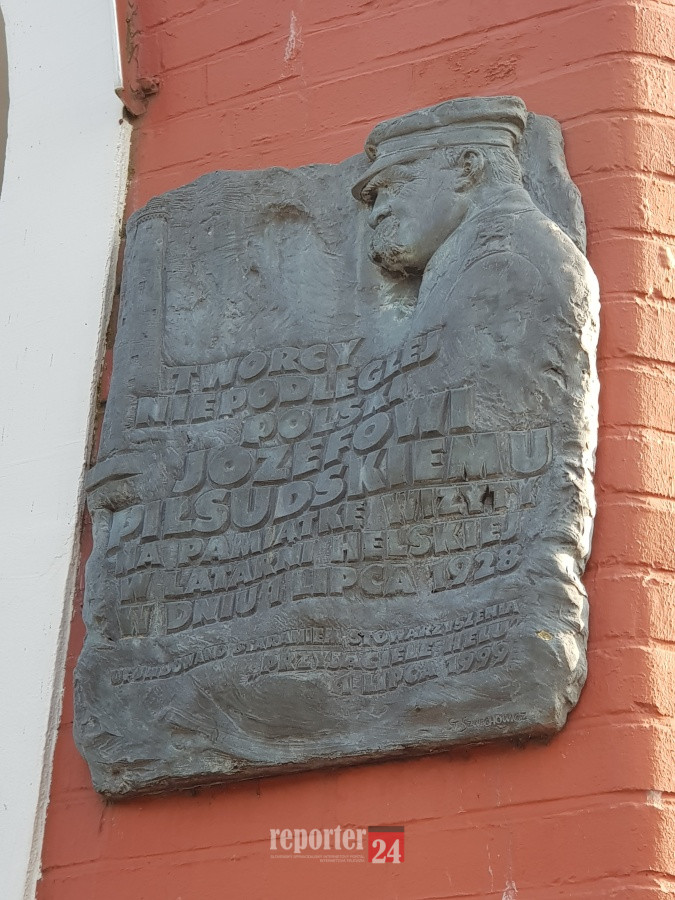 TWÓRCY
NIEPODLEGŁEJ
POLSKI
JÓZEFOWI
PIŁSUDSKIEMU
NA PAMIĄTKĘ WIZYTY
W LATARNI HELSKIEJ
W DNIU 1 LIPCA 1928
UFUNDOWANO STARANIEM STOWARZYSZENIA
„PRZYJACIELE HELU"
1 LIPCA 1999
reporter
24